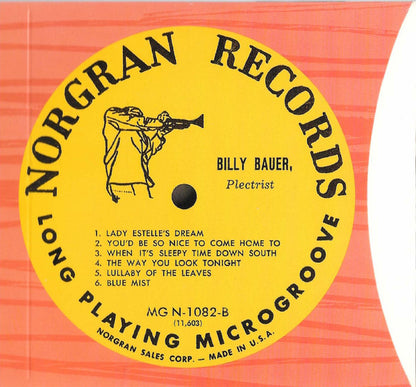 NORGRAN RECORDS
BILLY BAUER,
Plectrist
1. LADY ESTELLE'S DREAM
2. YOU'D BE SO NICE TO COME HOME TO
3. WHEN IT'S SLEEPY TIME DOWN SOUTH
4. THE WAY YOU LOOK TONIGHT
5. LULLABY OF THE LEAVES
6. BLUE MIST
MG N-1082-B
(11,603)
LONG PLAYING MICROGROOVE
NORGRAN SALES CORP. — MADE IN U.S.A.